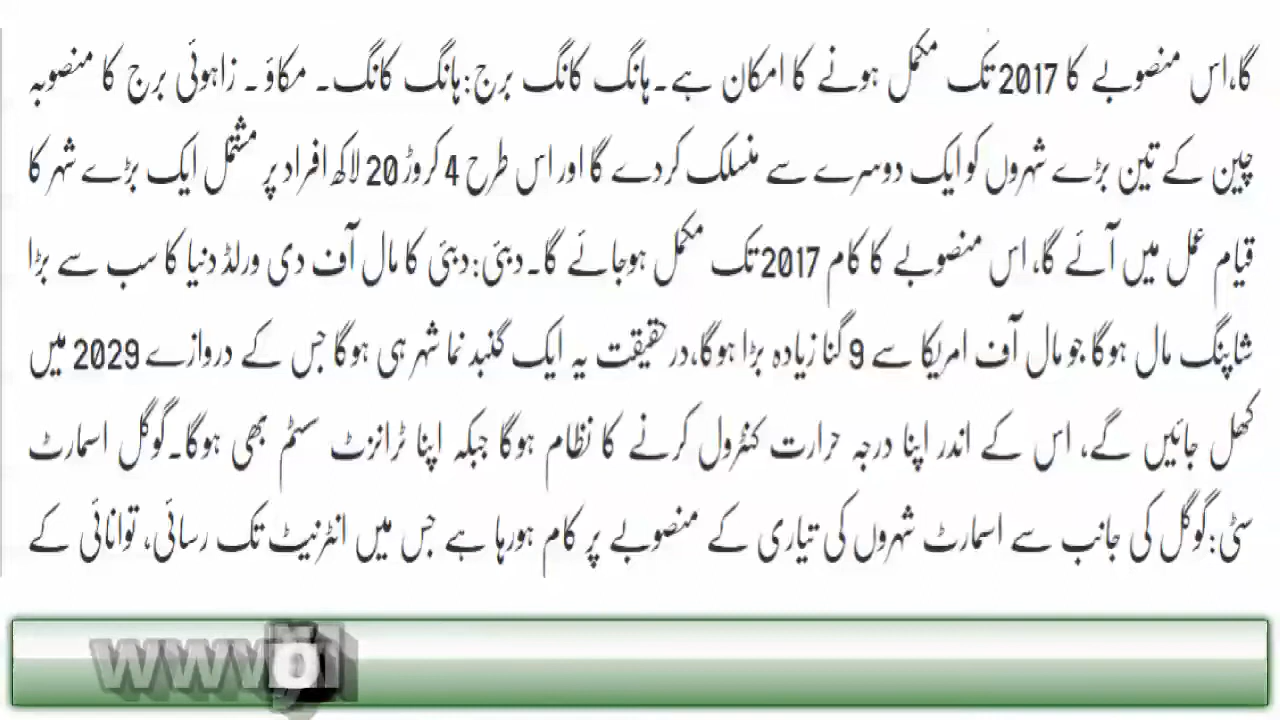 گا،اس منصوبے کا 2017 تک مکمل ہونے کا امکان ہے۔ہانگ کانگ برج:ہانگ کانگ۔ مکاؤ۔ زاہوئی برج کا منصوبہ
چین کے تین بڑے شہروں کو ایک دوسرے سے منسلک کردے گا اور اس طرح 4 کروڑ 20 لاکھ افراد پر مشتمل ایک بڑے شہر کا
قیام عمل میں آئے گا، اس منصوبے کا کام 2017 تک مکمل ہوجائے گا۔دبئی:دبئی کا مال آف دی ورلڈ دنیا کا سب سے بڑا
شاپنگ مال ہوگا جو مال آف امریکا سے 9 گنا زیادہ بڑا ہوگا،در حقیقت یہ ایک گنبد نما شہر ہی ہوگا جس کے دروازے 2029 میں
کھل جائیں گے، اس کے اندر اپنا درجہ حرارت کنٹرول کرنے کا نظام ہوگا جبکہ اپنا ٹرانزٹ سٹم بھی ہوگا۔گوگل اسمارٹ
سٹی:گوگل کی جانب سے اسمارٹ شہروں کی تیاری کے منصوبے پر کام ہورہا ہے جس میں انٹرنیٹ تک رسائی، توانائی کے